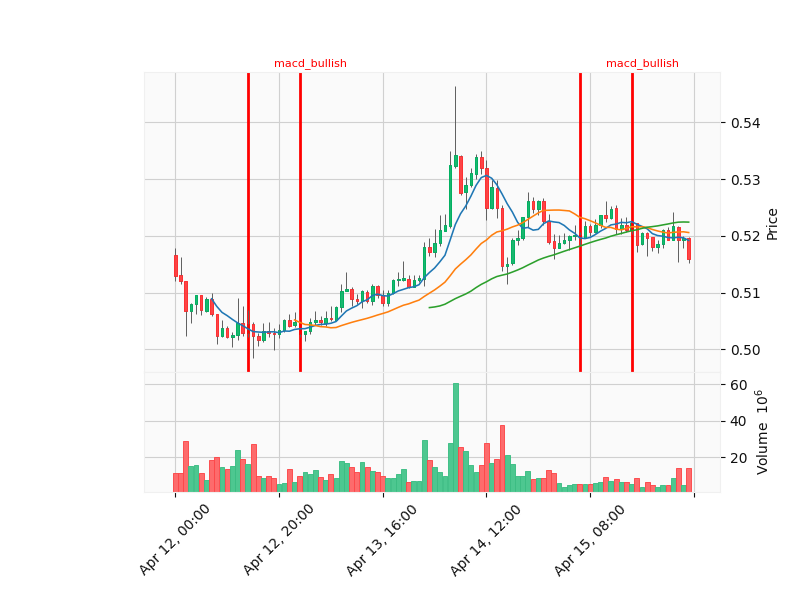 macd_bullish macd_bullish
0.54
0.53
0.52
0.51
0.50
Price
60
40
20
Volume 10^6
Apr 12, 00:00
Apr 12, 20:00
Apr 13, 16:00
Apr 14, 12:00
Apr 15, 08:00